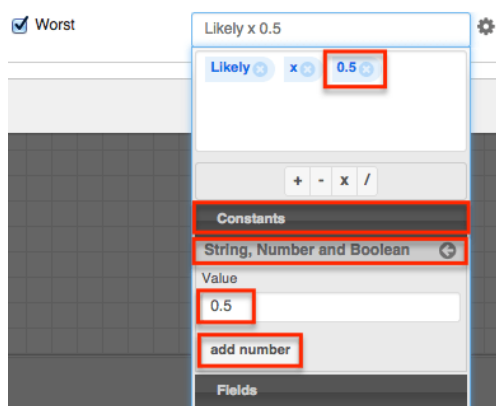 Worst
Likely x 0.5
Likely x 0.5
+ - x /
Constants
String, Number and Boolean
Value
0.5
add number
Fields